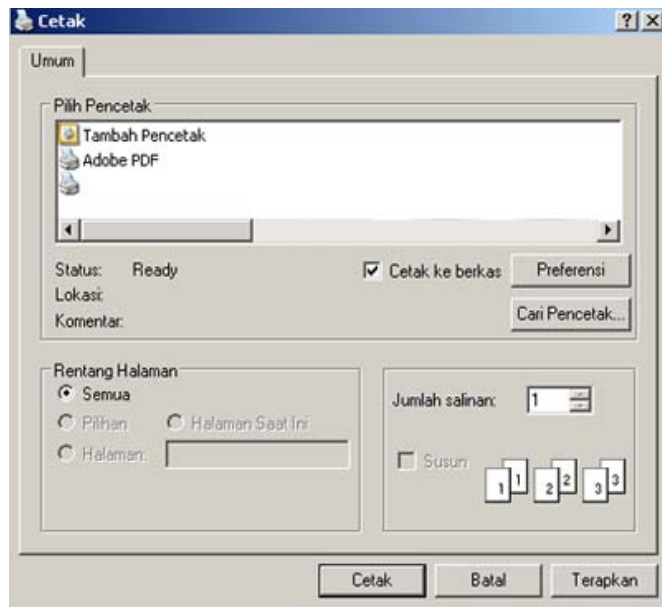 Cetak
Umum
Pilih Pencetak
Tambah Pencetak
Adobe PDF
Status: Ready
Cetak ke berkas
Preferensi
Lokasi:
Komentar:
Cari Pencetak...
Rentang Halaman
Semua
Pilihan
Halaman Saat Ini
Halaman:
Jumlah salinan: 1
Susun
1 1 2 2 3 3
Cetak
Batal
Terapkan